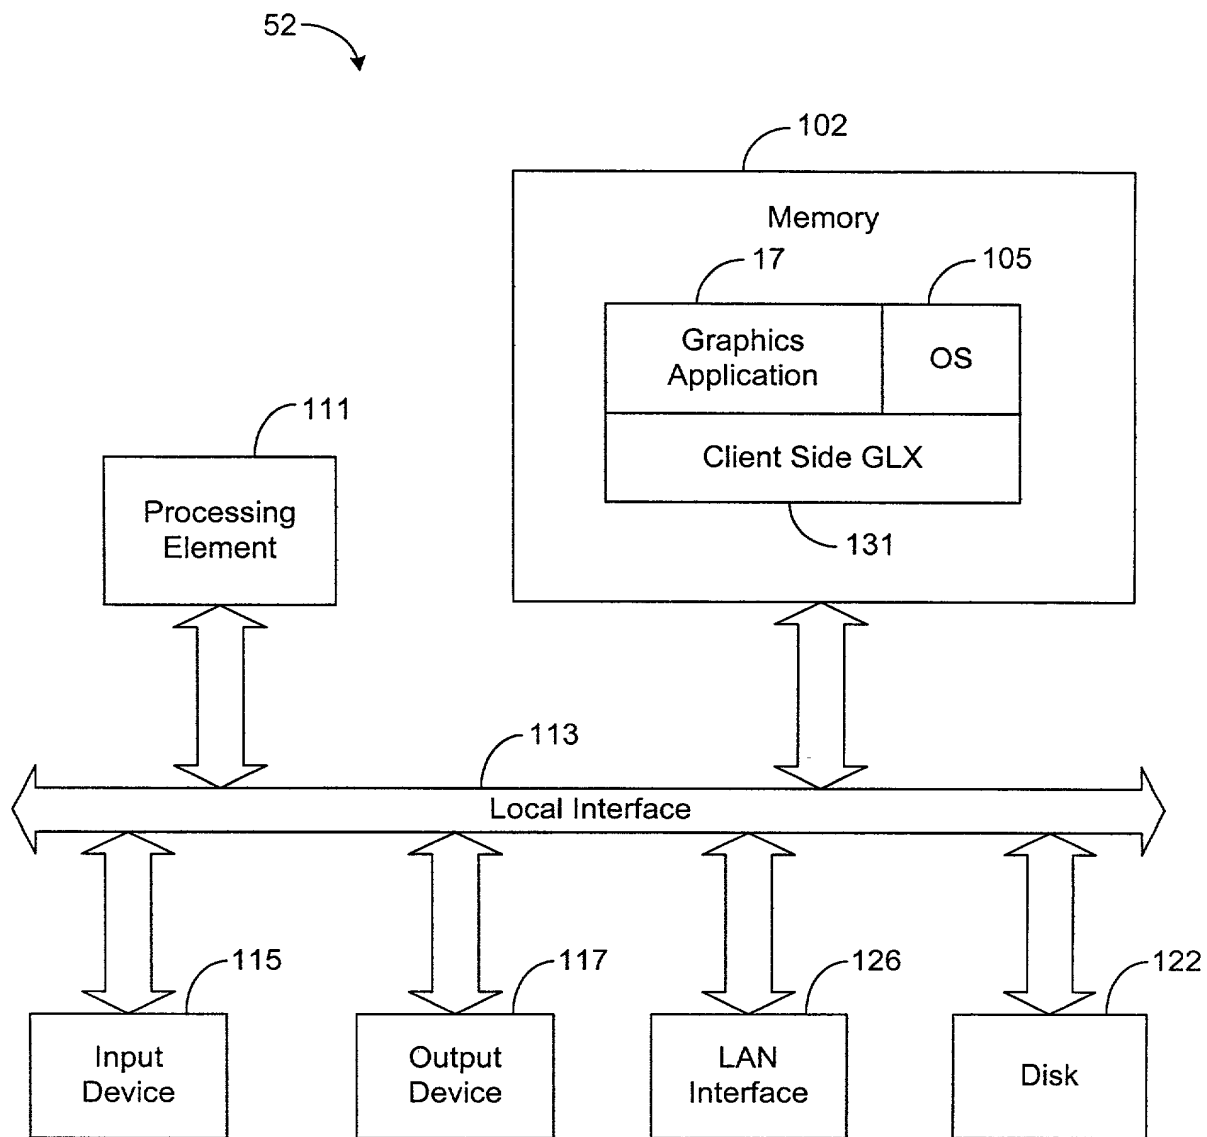 52
102
Memory
17
105
Graphics
Application
OS
111
Client Side GLX
Processing
Element
131
113
Local Interface
115
117
126
122
Input
Device
Output
Device
LAN
Interface
Disk